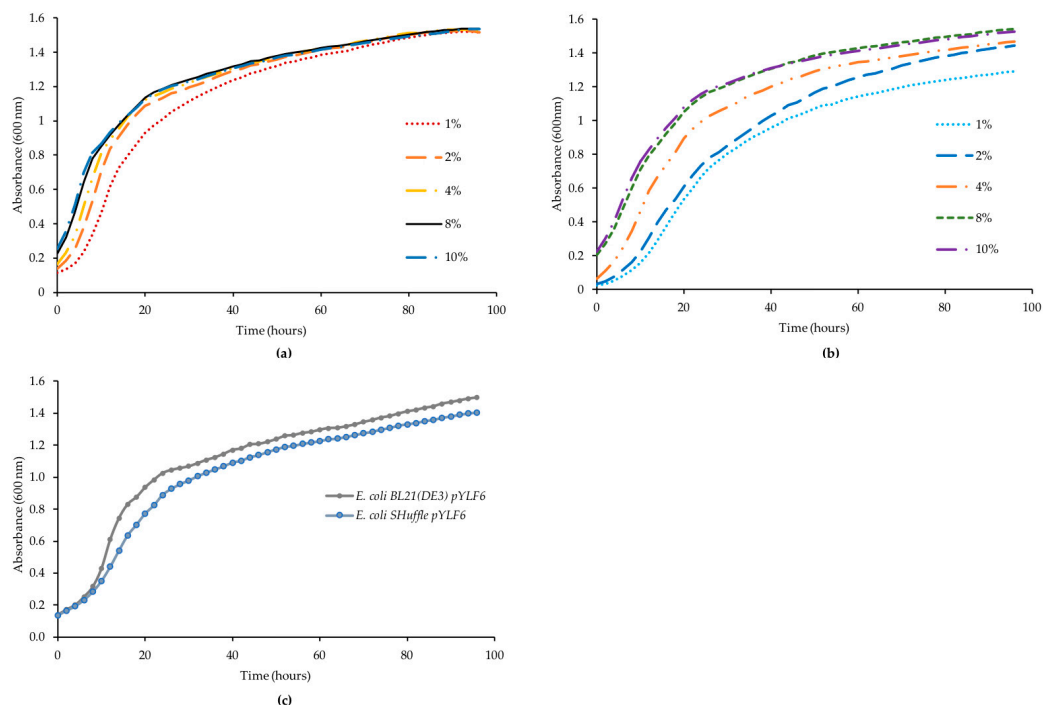 1.6
1.4
1.2
1
0.8
0.6
0.4
0.2
0
Absorbance (600 nm)
0 20 40 60 80 100
Time (hours)
(a)
1%
2%
4%
8%
10%
1.6
1.4
1.2
1
0.8
0.6
0.4
0.2
0
Absorbance (600nm)
0 20 40 60 80 100
Time (hours)
(b)
1%
2%
4%
8%
10%
1.6
1.4
1.2
1.0
0.8
0.6
0.4
0.2
0.0
Absorbance (600 nm)
0 20 40 60 80 100
Time (hours)
(c)
E. coli BL21(DE3) pYLF6
E. coli SHuffle pYLF6